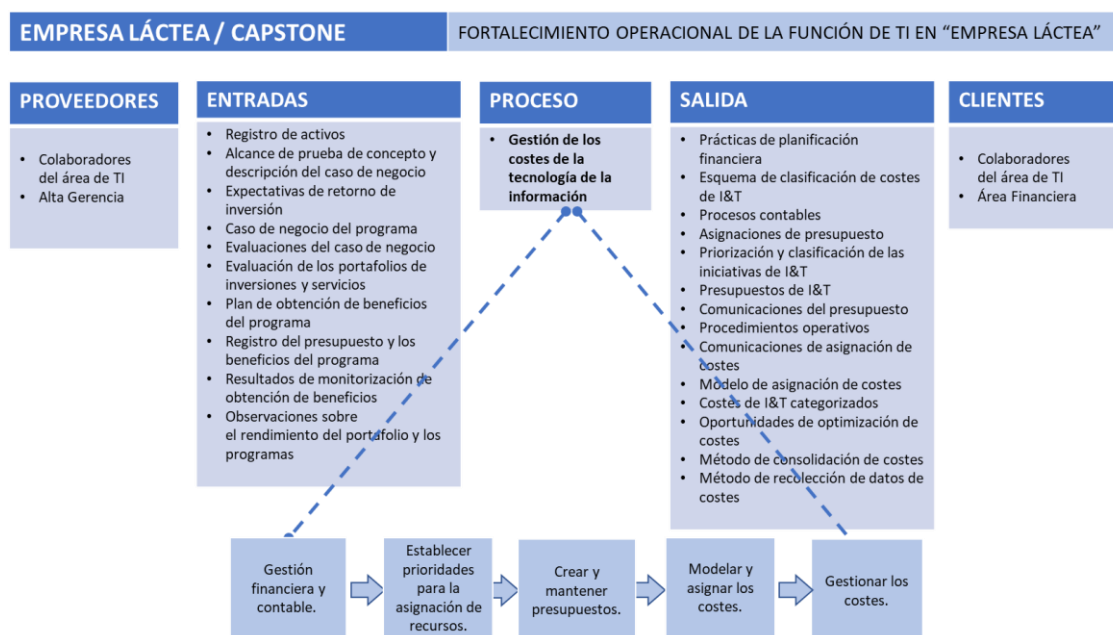 EMPRESA LÁCTEA / CAPSTONE
FORTALECIMIENTO OPERACIONAL DE LA FUNCIÓN DE TI EN “EMPRESA LÁCTEA”
PROVEEDORES
• Colaboradores
del área de TI
• Alta Gerencia
ENTRADAS
• Registro de activos
• Alcance de prueba de concepto y
descripción del caso de negocio
• Expectativas de retorno de
inversión
• Caso de negocio del programa
• Evaluaciones del caso de negocio
• Evaluación de los portafolios de
inversiones y servicios
• Plan de obtención de beneficios
del programa
• Registro del presupuesto y los
beneficios del programa
• Resultados de monitorización de
obtención de beneficios
• Observaciones sobre
el rendimiento del portafolio y los
programas
PROCESO
• Gestión de los
costes de la
tecnología de la
información
SALIDA
• Prácticas de planificación
financiera
• Esquema de clasificación de costes
de I&T
• Procesos contables
• Asignaciones de presupuesto
• Priorización y clasificación de las
iniciativas de I&T
• Presupuestos de I&T
• Comunicaciones del presupuesto
• Procedimientos operativos
• Comunicaciones de asignación de
costes
• Modelo de asignación de costes
• Costes de I&T categorizados
• Oportunidades de optimización de
costes
• Método de consolidación de costes
• Método de recolección de datos de
costes
CLIENTES
• Colaboradores
del área de TI
• Área Financiera
Gestión
financiera y
contable.
Establecer
prioridades
para la
asignación de
recursos.
Crear y
mantener
presupuestos.
Modelar y
asignar los
costes.
Gestionar los
costes.